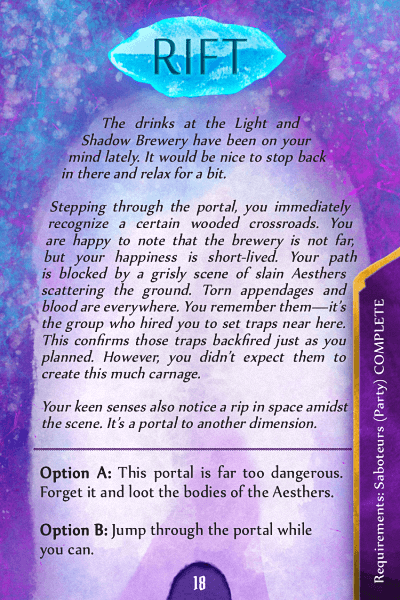 RIFT
The drinks at the Light and
Shadow Brewery have been on your
mind lately. It would be nice to stop back
in there and relax for a bit.
Stepping through the portal, you immediately
recognize a certain wooded crossroads. You
are happy to note that the brewery is not far,
but your happiness is short-lived. Your path
is blocked by a grisly scene of slain Aesthers
scattering the ground. Torn appendages and
blood are everywhere. You remember them—it's
the group who hired you to set traps near here.
This confirms those traps backfired just as you
planned. However, you didn't expect them to
create this much carnage.
Your keen senses also notice a rip in space amidst
the scene. It's a portal to another dimension.
Option A: This portal is far too dangerous.
Forget it and loot the bodies of the Aesthers.
Option B: Jump through the portal while
you can.
18
Requirements: Saboteurs (Party) COMPLETE